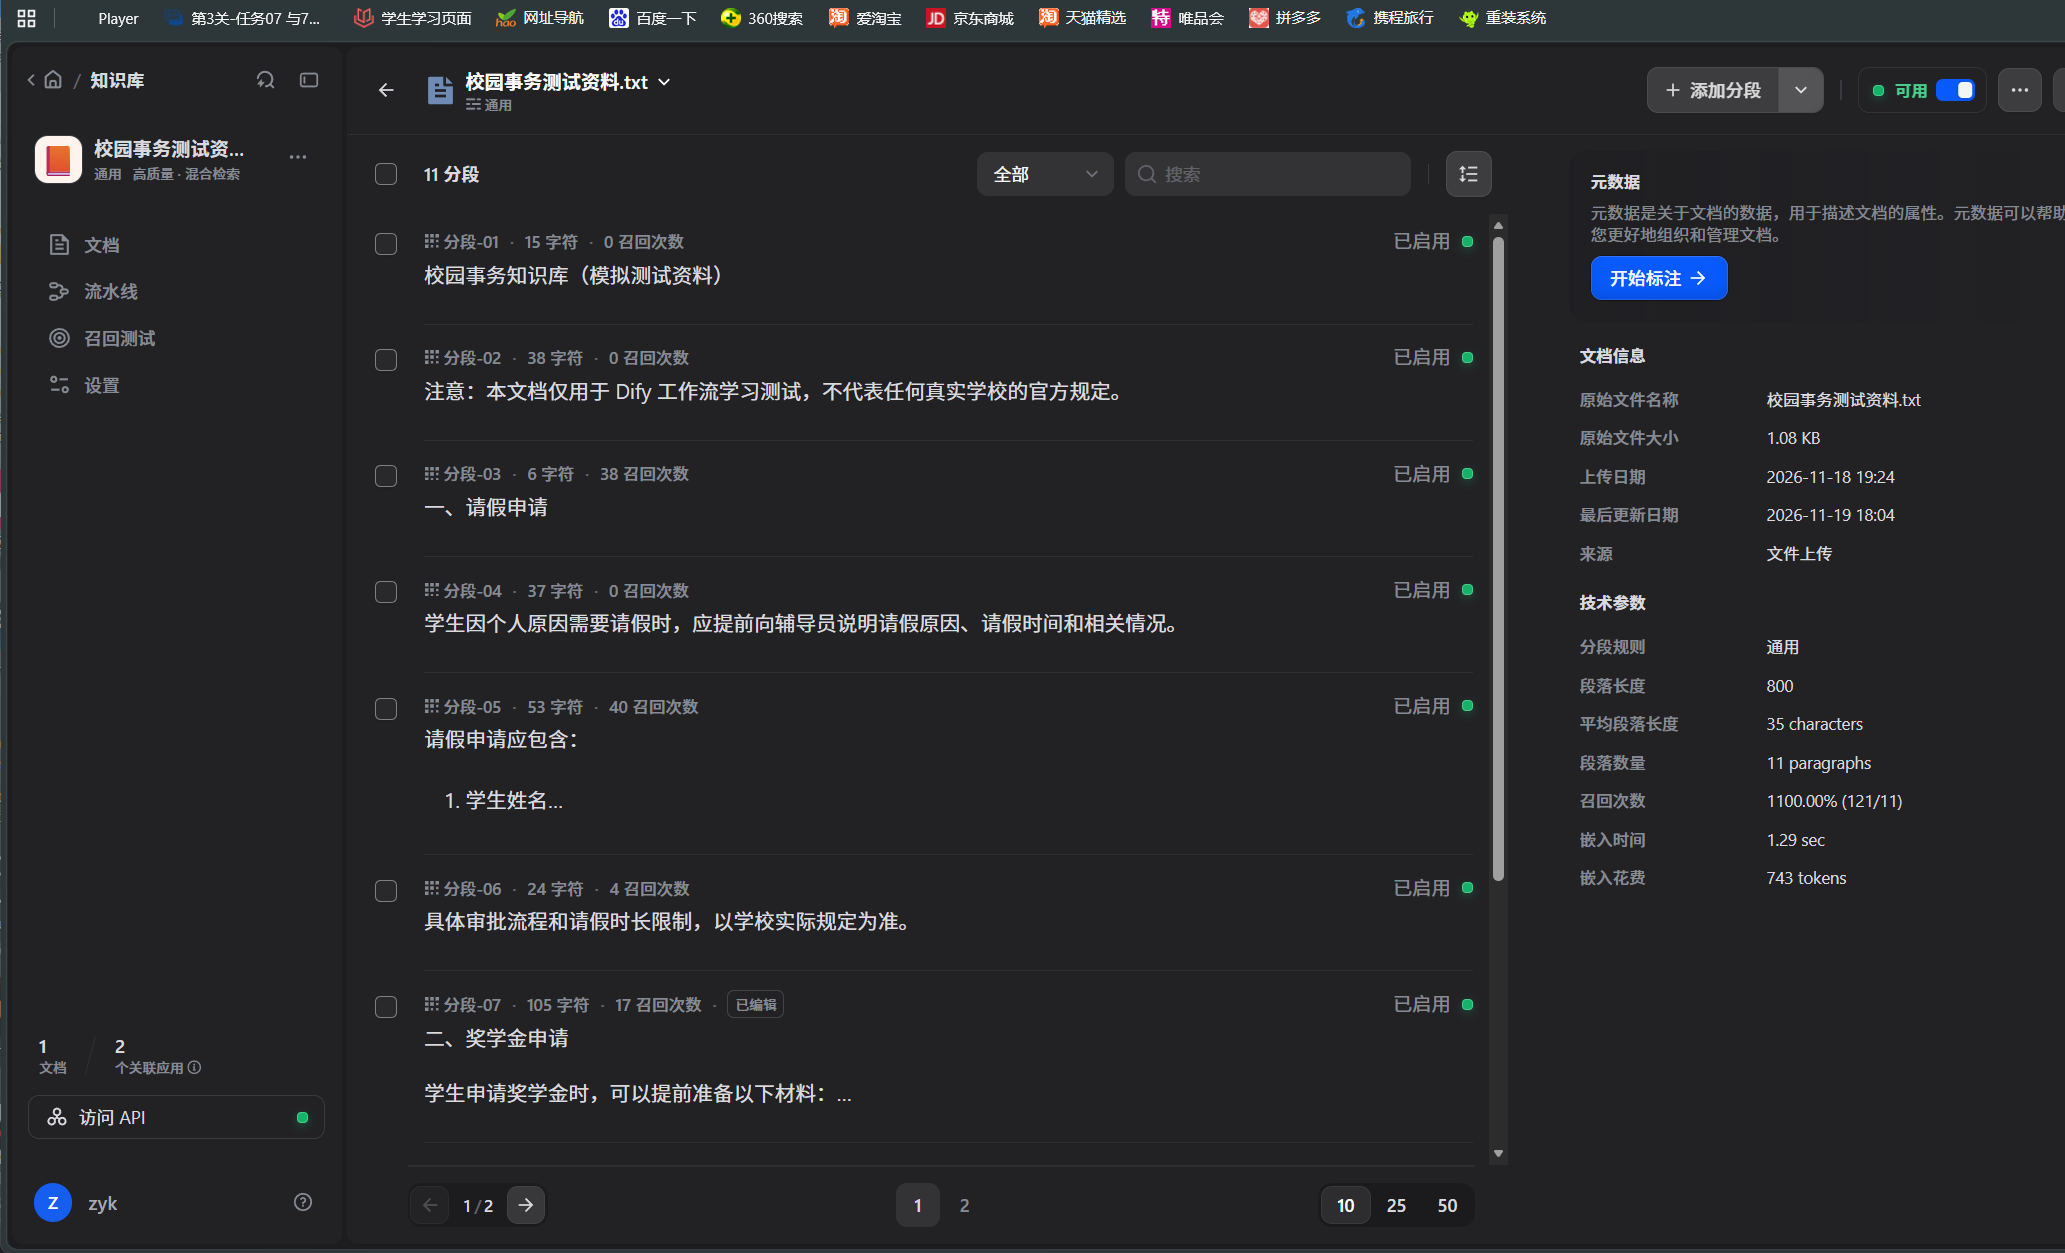 Player 第3关-任务07 与7... 学生学习页面 网址导航 百度一下 360搜索 爱淘宝 京东商城 天猫精选 唯品会 拼多多 携程旅行 重装系统
/ 知识库
校园事务测试资...
通用 高质量 · 混合检索
文档
流水线
召回测试
设置
1
文档
2
个关联应用
访问 API
Z zyk
校园事务测试资料.txt
通用
添加分段
可用
11 分段
全部
搜索
分段-01 · 15 字符 · 0 召回次数 已启用
校园事务知识库（模拟测试资料）
分段-02 · 38 字符 · 0 召回次数 已启用
注意：本文档仅用于 Dify 工作流学习测试，不代表任何真实学校的官方规定。
分段-03 · 6 字符 · 38 召回次数 已启用
一、请假申请
分段-04 · 37 字符 · 0 召回次数 已启用
学生因个人原因需要请假时，应提前向辅导员说明请假原因、请假时间和相关情况。
分段-05 · 53 字符 · 40 召回次数 已启用
请假申请应包含：
1. 学生姓名...
分段-06 · 24 字符 · 4 召回次数 已启用
具体审批流程和请假时长限制，以学校实际规定为准。
分段-07 · 105 字符 · 17 召回次数 · 已编辑 已启用
二、奖学金申请
学生申请奖学金时，可以提前准备以下材料：...
1 / 2
1 2
10 25 50
元数据
元数据是关于文档的数据，用于描述文档的属性。元数据可以帮助
您更好地组织和管理文档。
开始标注
文档信息
原始文件名称 校园事务测试资料.txt
原始文件大小 1.08 KB
上传日期 2026-11-18 19:24
最后更新日期 2026-11-19 18:04
来源 文件上传
技术参数
分段规则 通用
段落长度 800
平均段落长度 35 characters
段落数量 11 paragraphs
召回次数 1100.00% (121/11)
嵌入时间 1.29 sec
嵌入花费 743 tokens